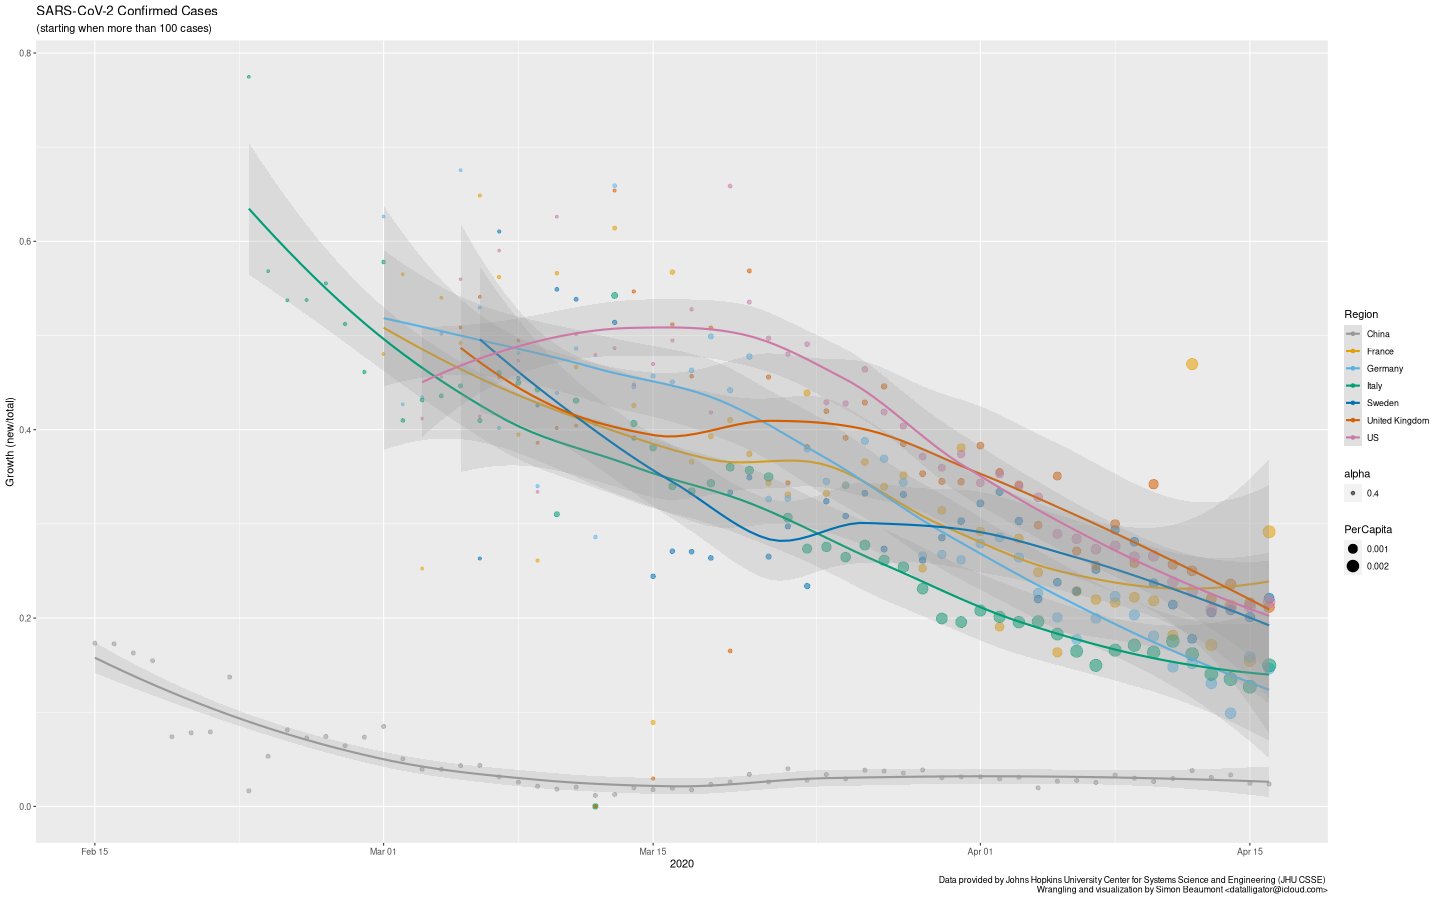 SARS-CoV-2 Confirmed Cases
(starting when more than 100 cases)
Growth (new/total)
0.8
0.6
0.4
0.2
0.0
Feb 15
Mar 01
Mar 15
Apr 01
Apr 15
2020
Region
China
France
Germany
Italy
Sweden
United Kingdom
US
alpha
0.4
PerCapita
0.001
0.002
Data provided by Johns Hopkins University Center for Systems Science and Engineering (JHU CSSE)
Wrangling and visualization by Simon Beaumont <datalligator@icloud.com>